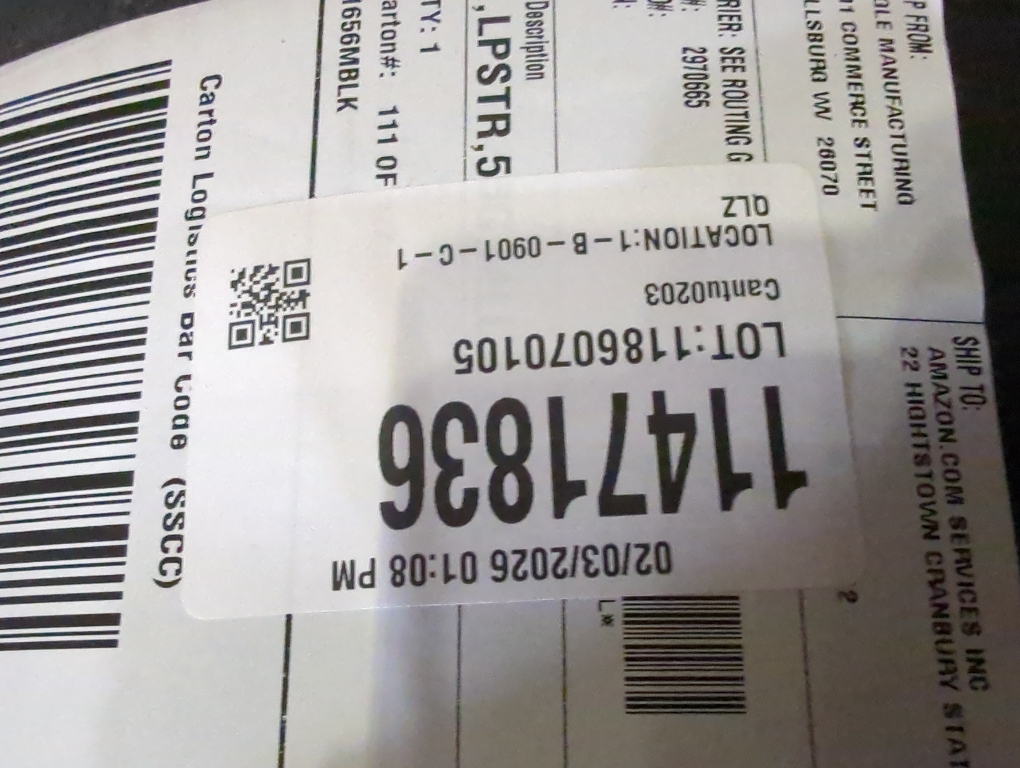 02/03/2026 01:08 PM
11471836
LOT:1186070105
Cantu0203
LOCATION:1-B-0901-C-1
QLZ
P FROM:
OLE MANUFACTURING
01 COMMERCE STREET
LLSBURG WV 26070
SHIP TO:
AMAZON.COM SERVICES INC
22 HIGHTSTOWN CRANBURY STAT
RIER: SEE ROUTING G
#: 2970665
Description
,LPSTR,5
TY: 1
arton#: 111 OF
1656MBLK
Carton Logistics Bar Code (SSCC)